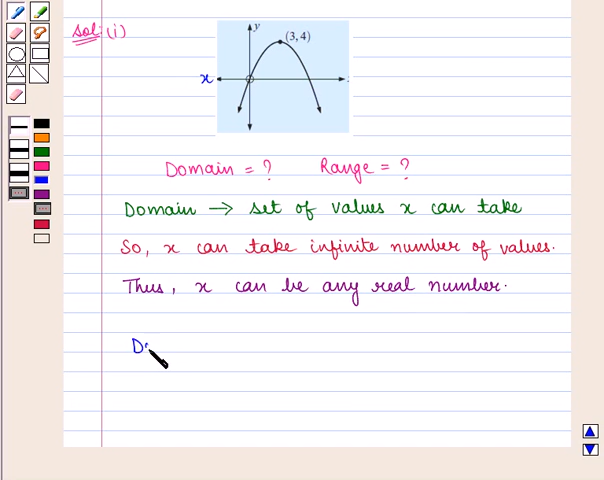 Sol: (i)
y
(3, 4)
x
Domain = ? Range = ?
Domain → set of values x can take
So, x can take infinite number of values.
Thus, x can be any real number.
D